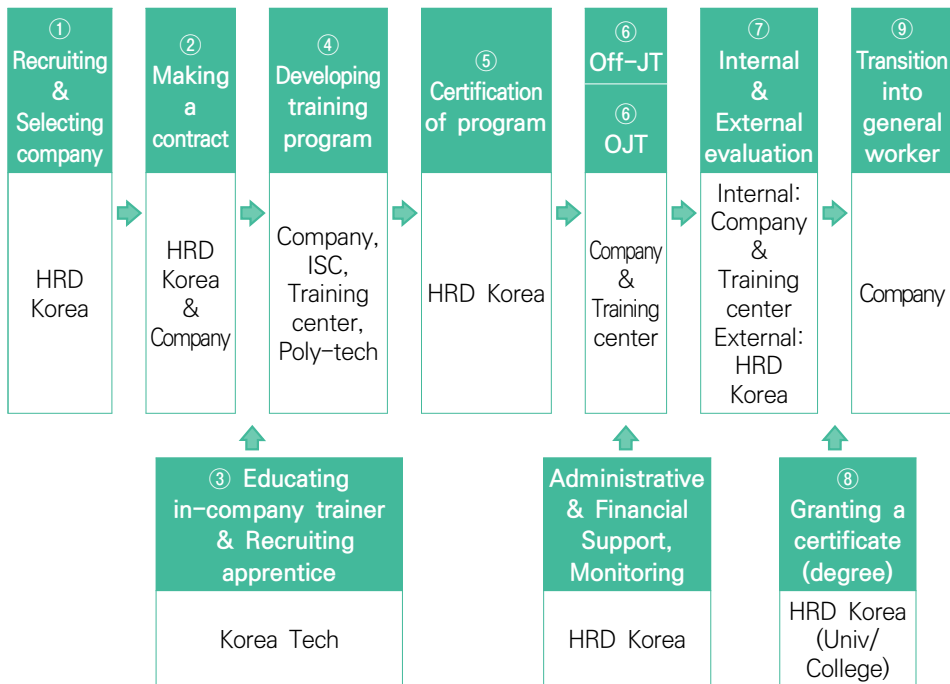 ①
Recruiting
&
Selecting
company
HRD
Korea
②
Making
a
contract
HRD
Korea
&
Company
④
Developing
training
program
Company,
ISC,
Training
center,
Poly-tech
⑤
Certification
of program
HRD Korea
⑥
Off-JT
⑥
OJT
Company
&
Training
center
⑦
Internal
&
External
evaluation
Internal:
Company
&
Training
center
External:
HRD
Korea
⑨
Transition
into
general
worker
Company
③ Educating
in-company trainer
& Recruiting
apprentice
Korea Tech
Administrative
& Financial
Support,
Monitoring
HRD Korea
⑧
Granting a
certificate
(degree)
HRD Korea
(Univ/
College)